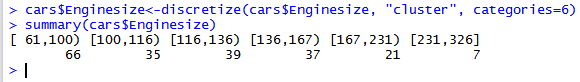 > cars$Enginesize<-discretize(cars$Enginesize, "cluster", categories=6)
> summary(cars$Enginesize)
[ 61,100) [100,116) [116,136) [136,167) [167,231) [231,326]
66 35 39 37 21 7
>